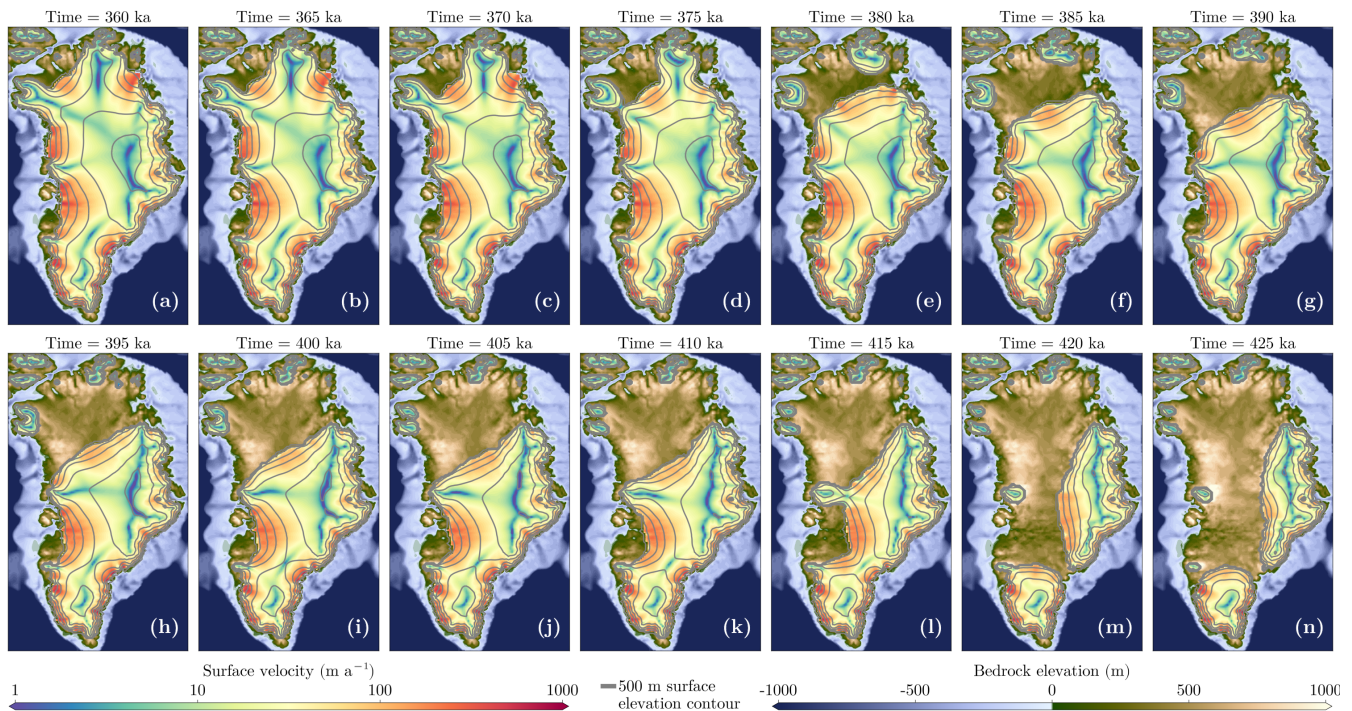 Time = 360 ka
Time = 365 ka
Time = 370 ka
Time = 375 ka
Time = 380 ka
Time = 385 ka
Time = 390 ka
(a)
(b)
(c)
(d)
(e)
(f)
(g)
Time = 395 ka
Time = 400 ka
Time = 405 ka
Time = 410 ka
Time = 415 ka
Time = 420 ka
Time = 425 ka
(h)
(i)
(j)
(k)
(l)
(m)
(n)
Surface velocity (m a⁻¹)
1 10 100 1000
500 m surface
elevation contour
Bedrock elevation (m)
-1000 -500 0 500 1000